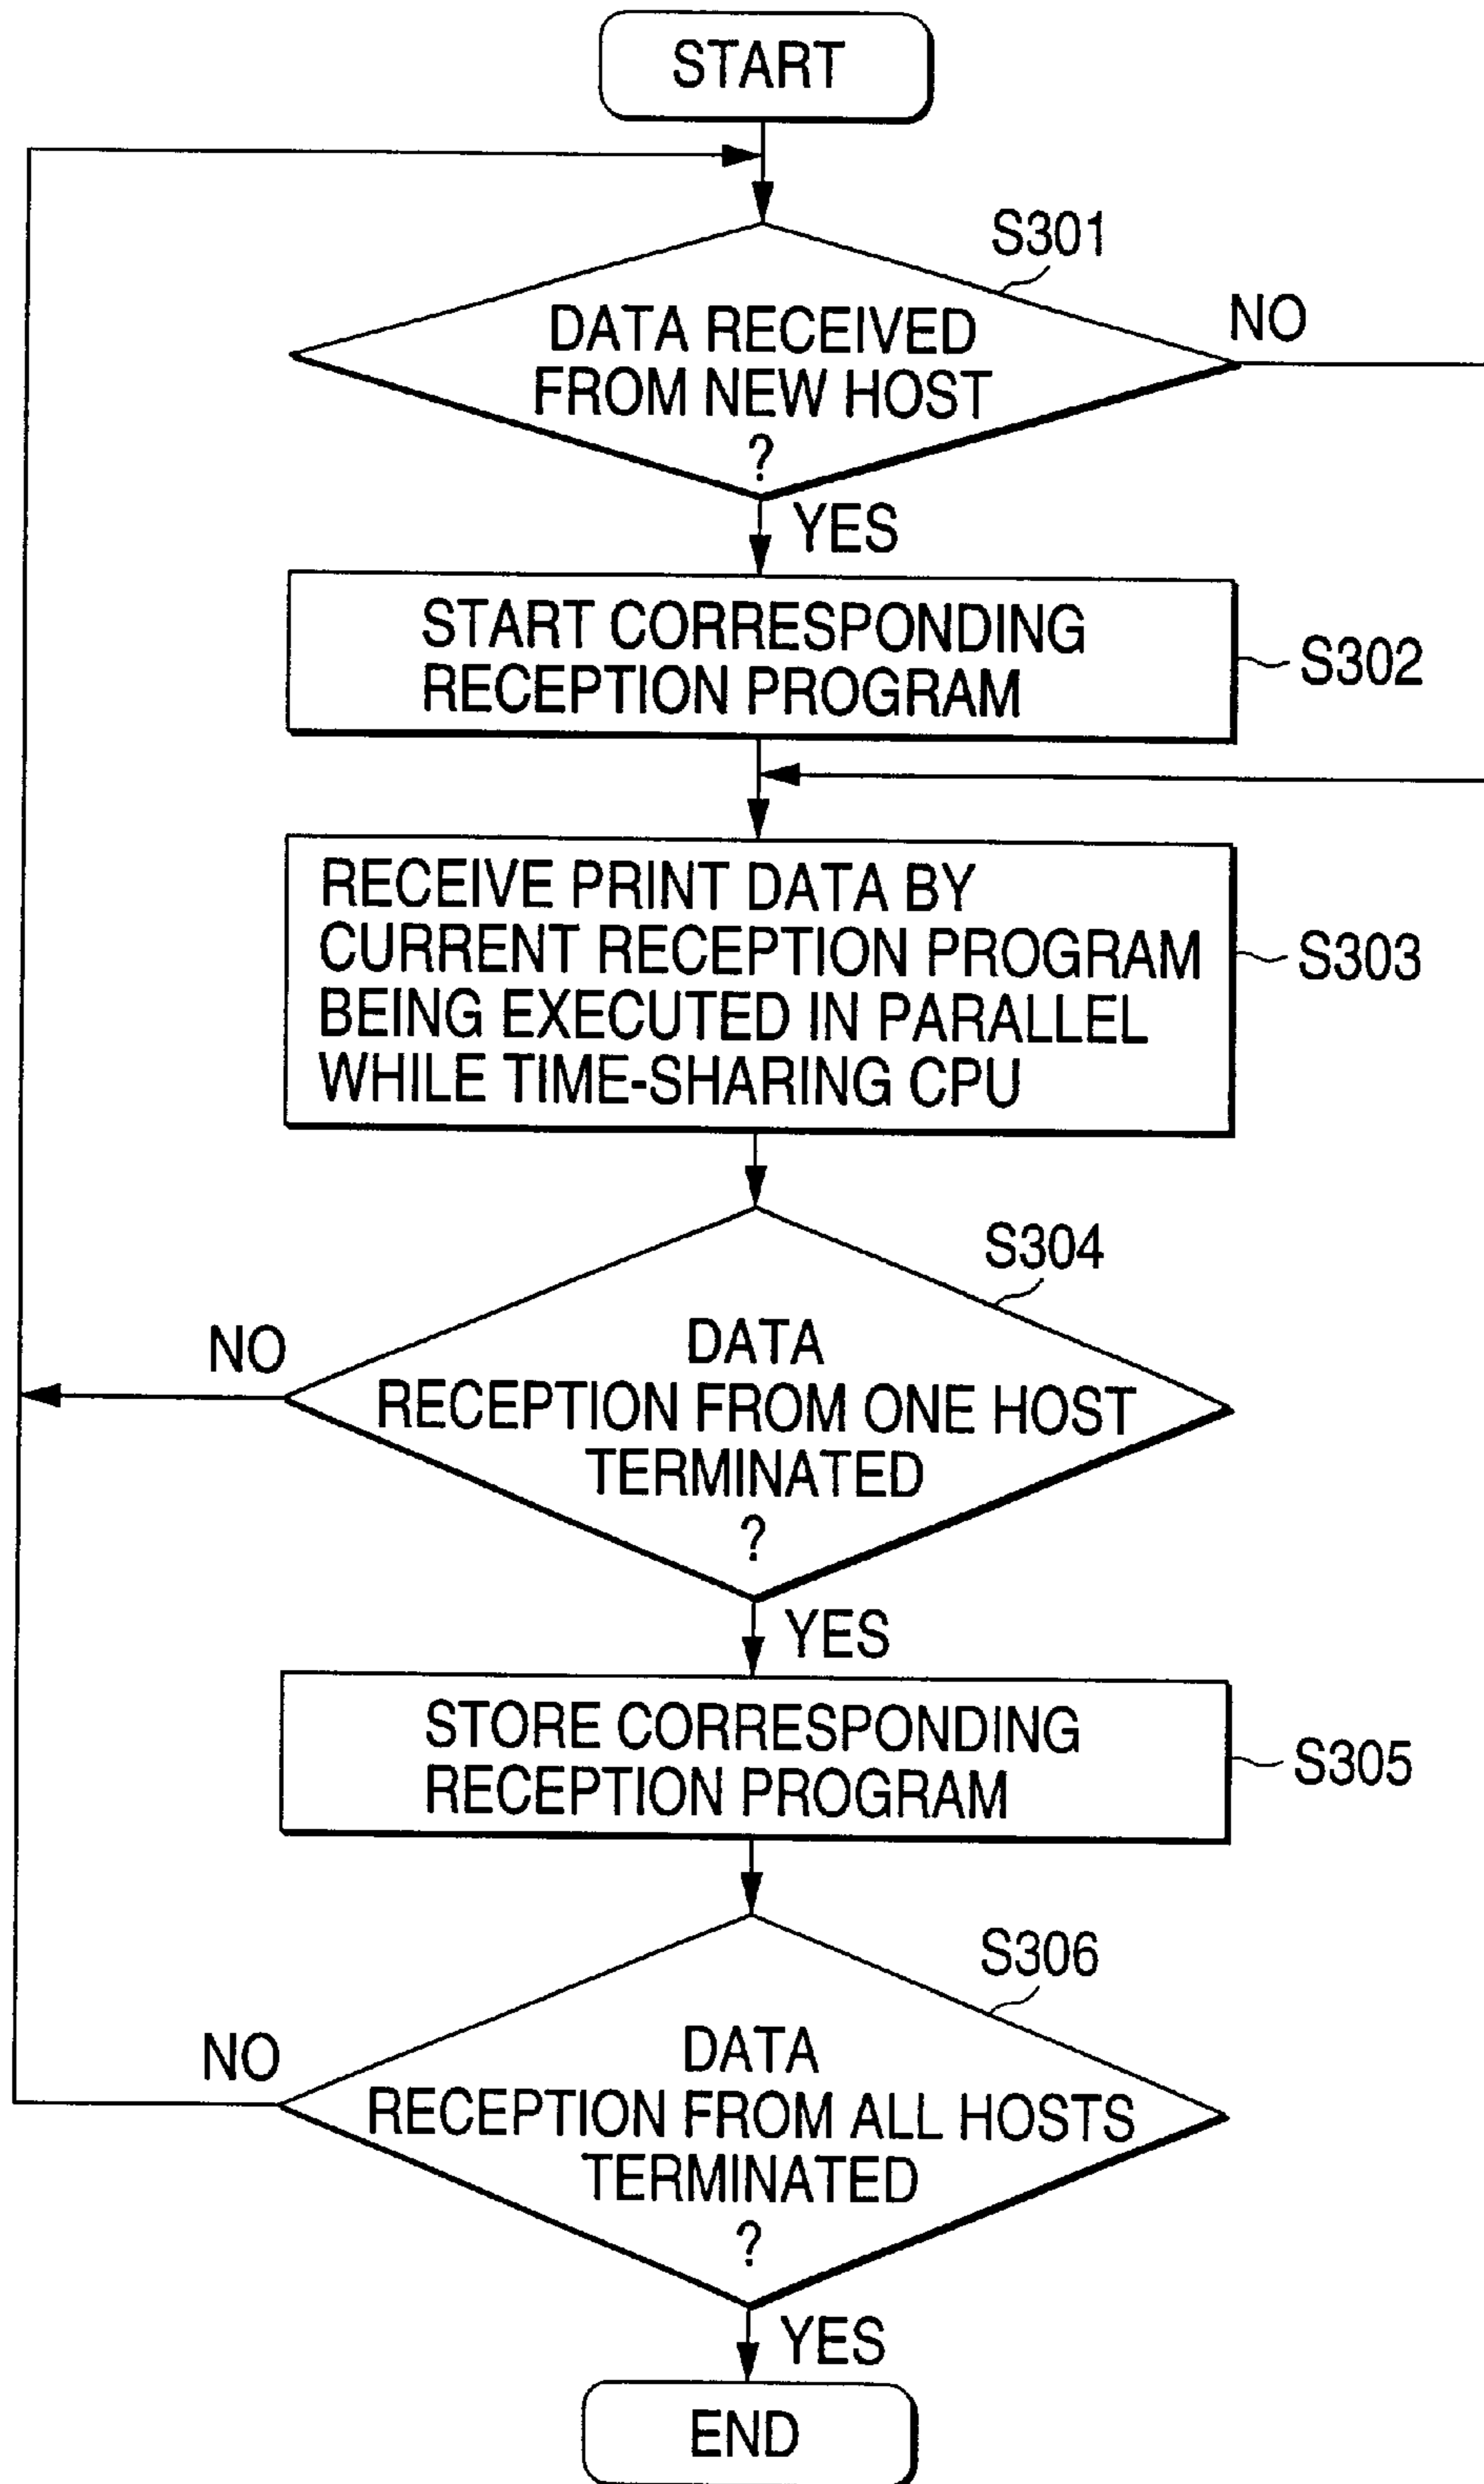 START
S301
DATA RECEIVED
FROM NEW HOST
?
NO
YES
START CORRESPONDING
RECEPTION PROGRAM
S302
RECEIVE PRINT DATA BY
CURRENT RECEPTION PROGRAM
BEING EXECUTED IN PARALLEL
WHILE TIME-SHARING CPU
S303
S304
NO
DATA
RECEPTION FROM ONE HOST
TERMINATED
?
YES
STORE CORRESPONDING
RECEPTION PROGRAM
S305
S306
NO
DATA
RECEPTION FROM ALL HOSTS
TERMINATED
?
YES
END